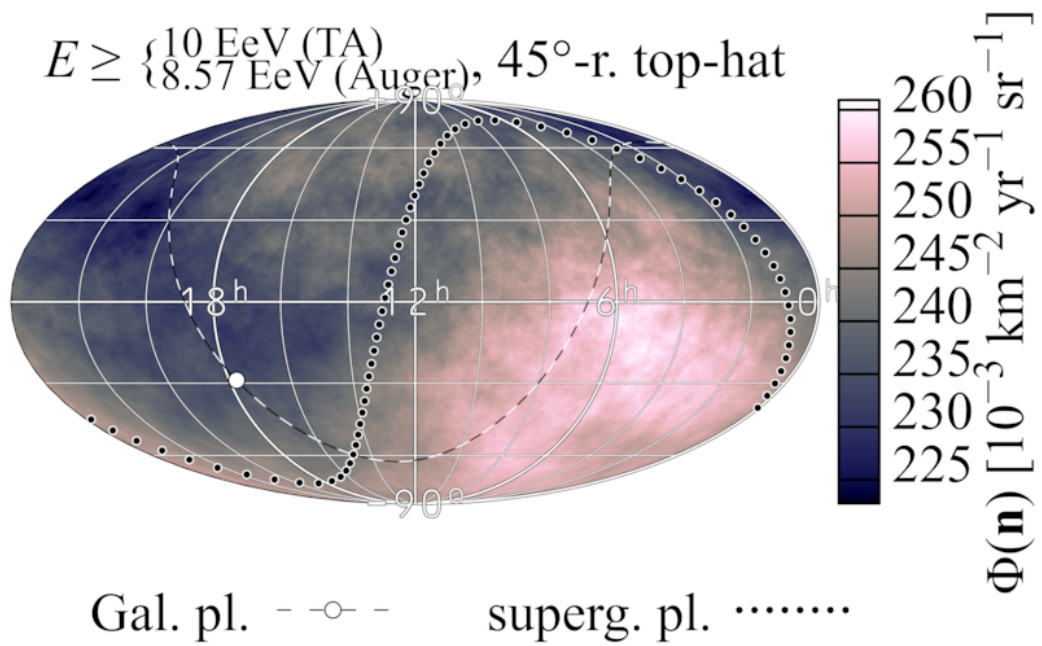 E ≥ {10 EeV (TA)
8.57 EeV (Auger), 45°-r. top-hat
+90°
18ʰ 12ʰ 6ʰ 0ʰ
-90°
260
255
250
245
240
235
230
225
Φ(n) [10⁻³ km⁻² yr⁻¹ sr⁻¹]
Gal. pl. superg. pl.